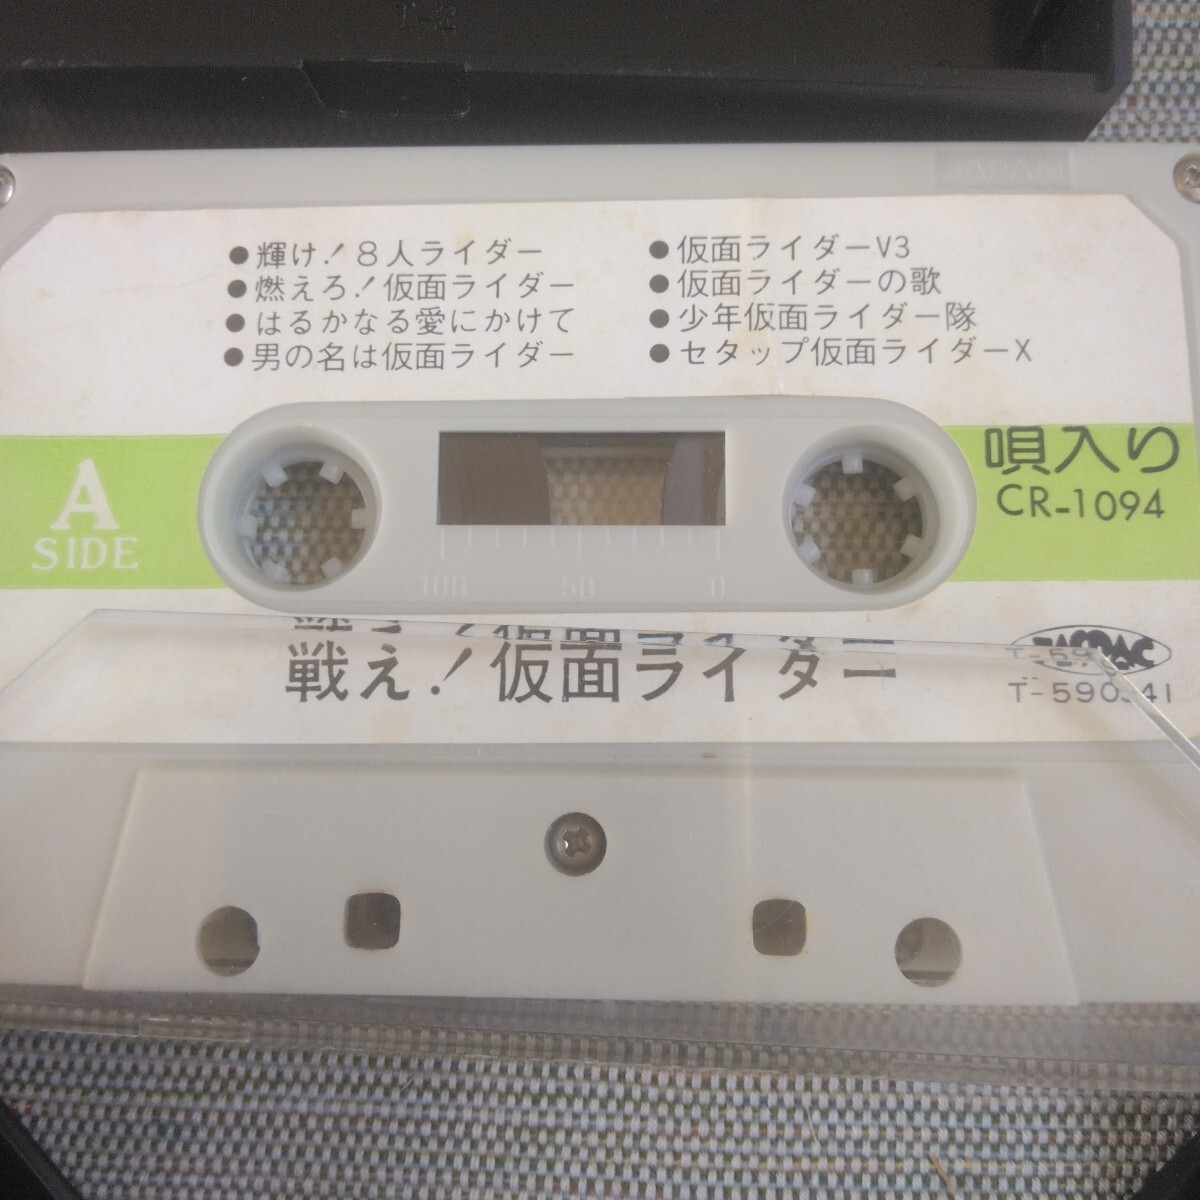 JAPAN
●輝け!8人ライダー
●燃えろ!仮面ライダー
●はるかなる愛にかけて
●男の名は仮面ライダー
●仮面ライダーV3
●仮面ライダーの歌
●少年仮面ライダー隊
●セタップ仮面ライダーX
A
SIDE
唄入り
CR-1094
100 50 0
戦え!仮面ライダー
JASRAC